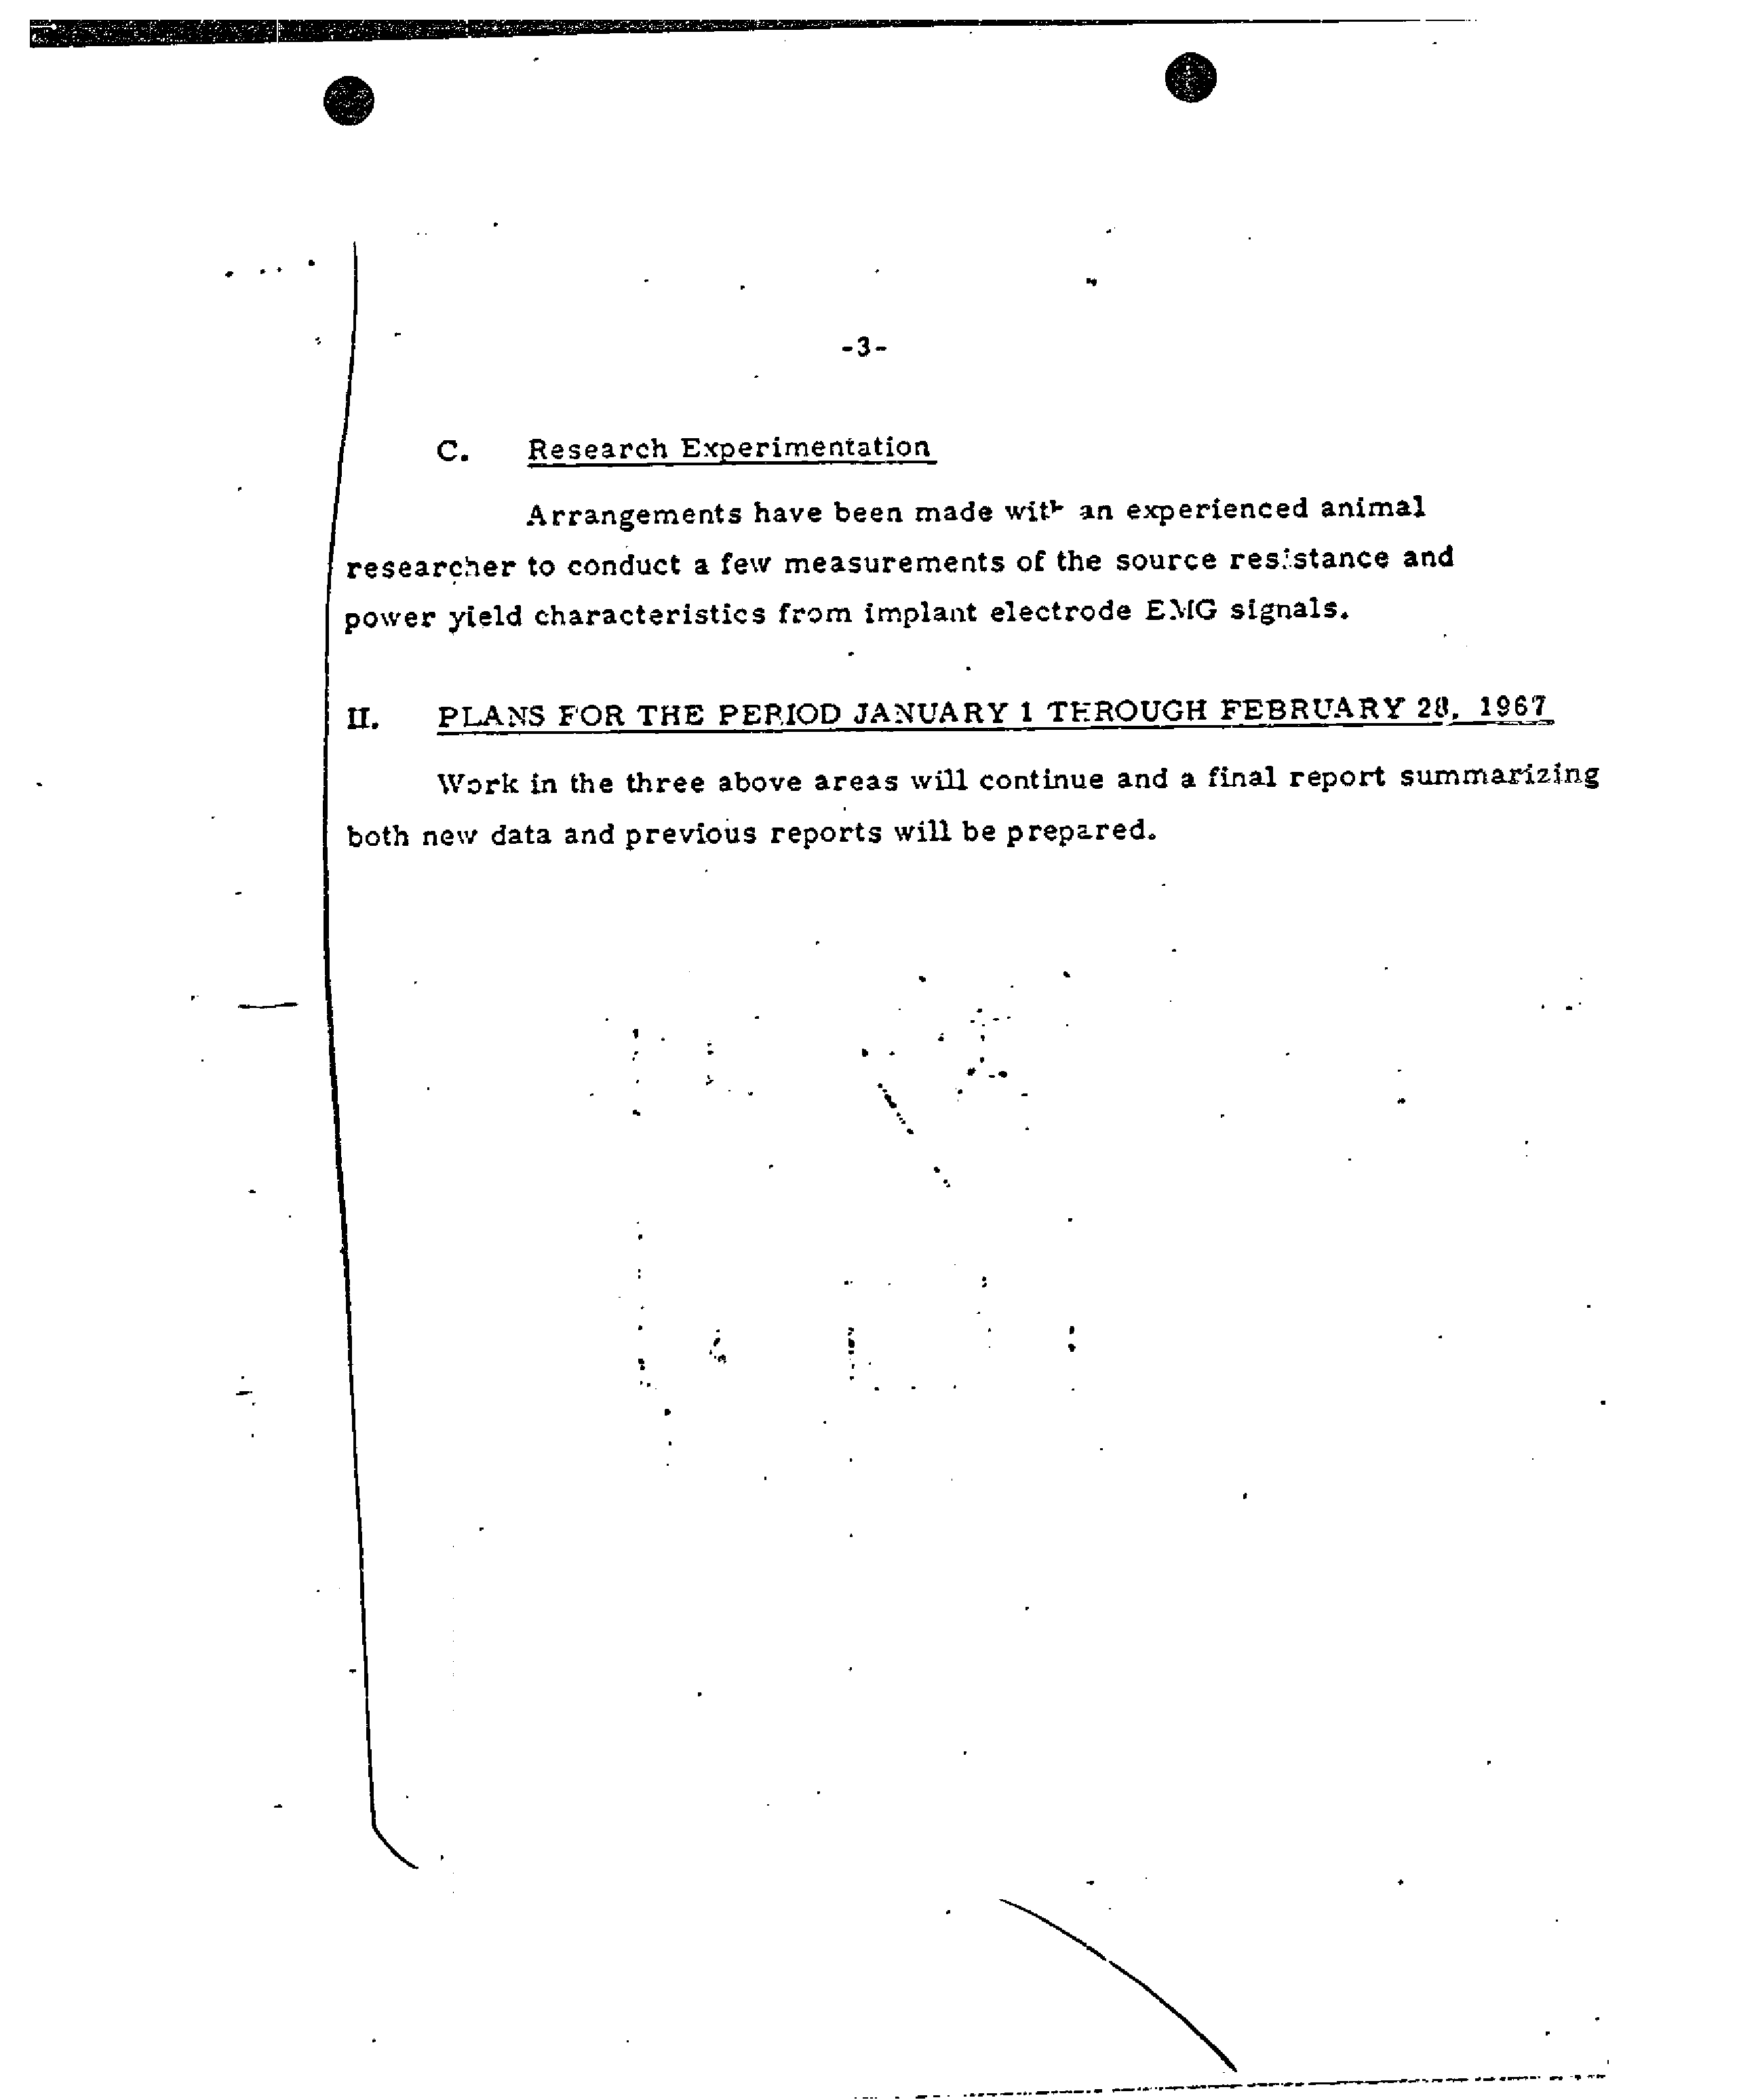 -3-
C. Research Experimentation
Arrangements have been made with an experienced animal
researcher to conduct a few measurements of the source resistance and
power yield characteristics from implant electrode EMG signals.
II. PLANS FOR THE PERIOD JANUARY 1 THROUGH FEBRUARY 28, 1967
Work in the three above areas will continue and a final report summarizing
both new data and previous reports will be prepared.